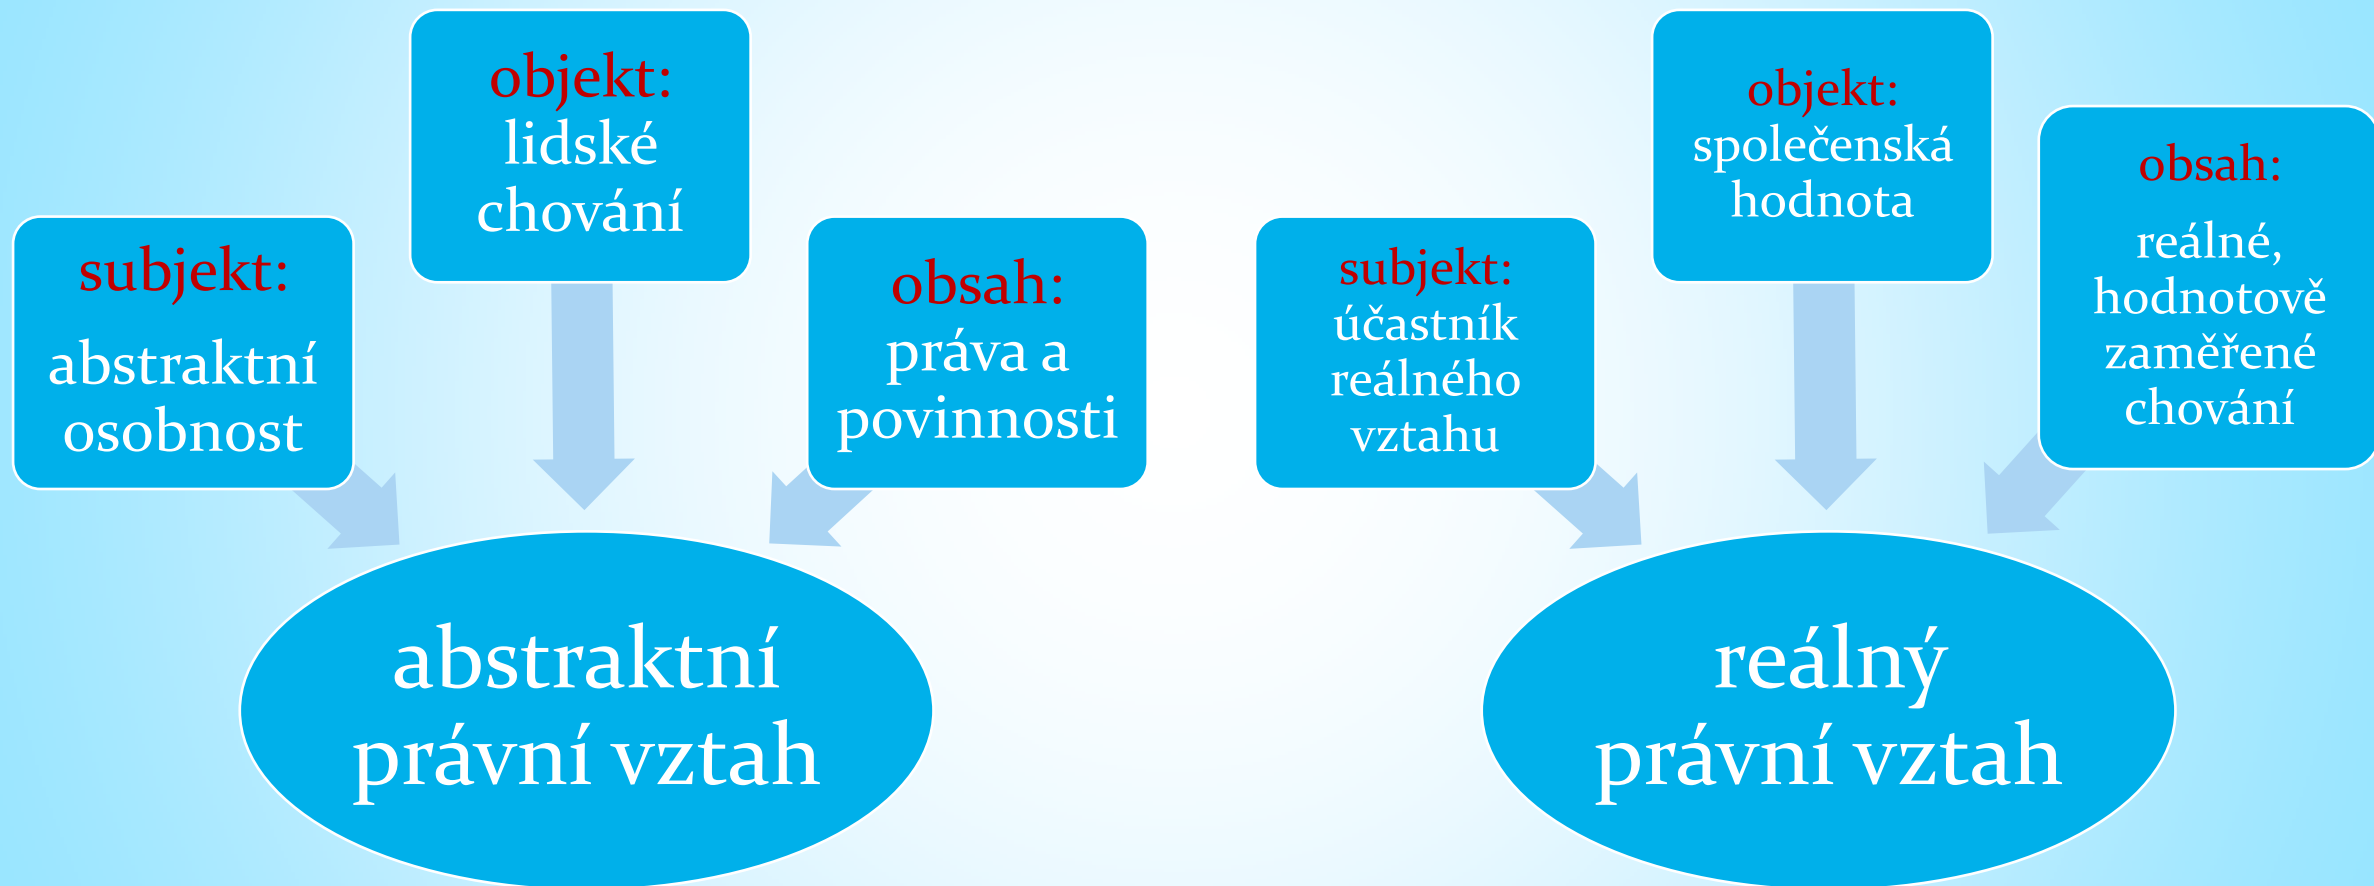 subjekt:
abstraktní
osobnost
objekt:
lidské
chování
obsah:
práva a
povinnosti
abstraktní
právní vztah
subjekt:
účastník
reálného
vztahu
objekt:
společenská
hodnota
obsah:
reálné,
hodnotově
zaměřené
chování
reálný
právní vztah